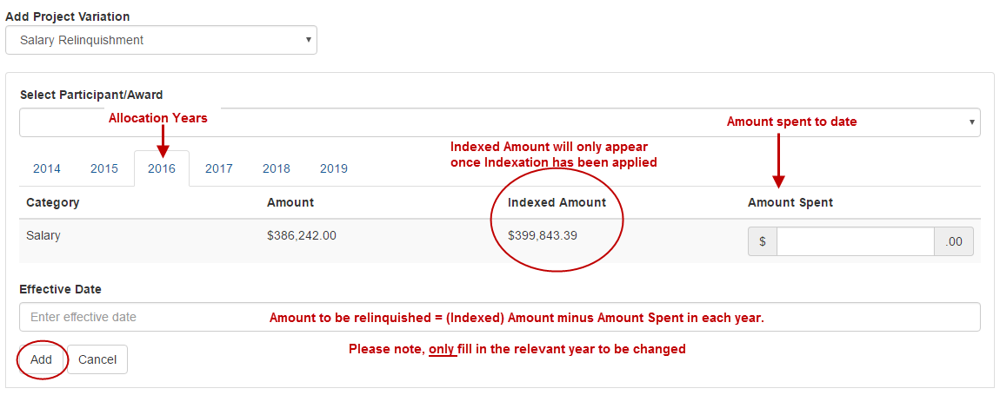 Add Project Variation
Salary Relinquishment
Select Participant/Award
Allocation Years
Amount spent to date
Indexed Amount will only appear
once Indexation has been applied
2014 2015 2016 2017 2018 2019
Category Amount Indexed Amount Amount Spent
Salary $386,242.00 $399,843.39 $ .00
Effective Date
Enter effective date Amount to be relinquished = (Indexed) Amount minus Amount Spent in each year.
Please note, only fill in the relevant year to be changed
Add Cancel